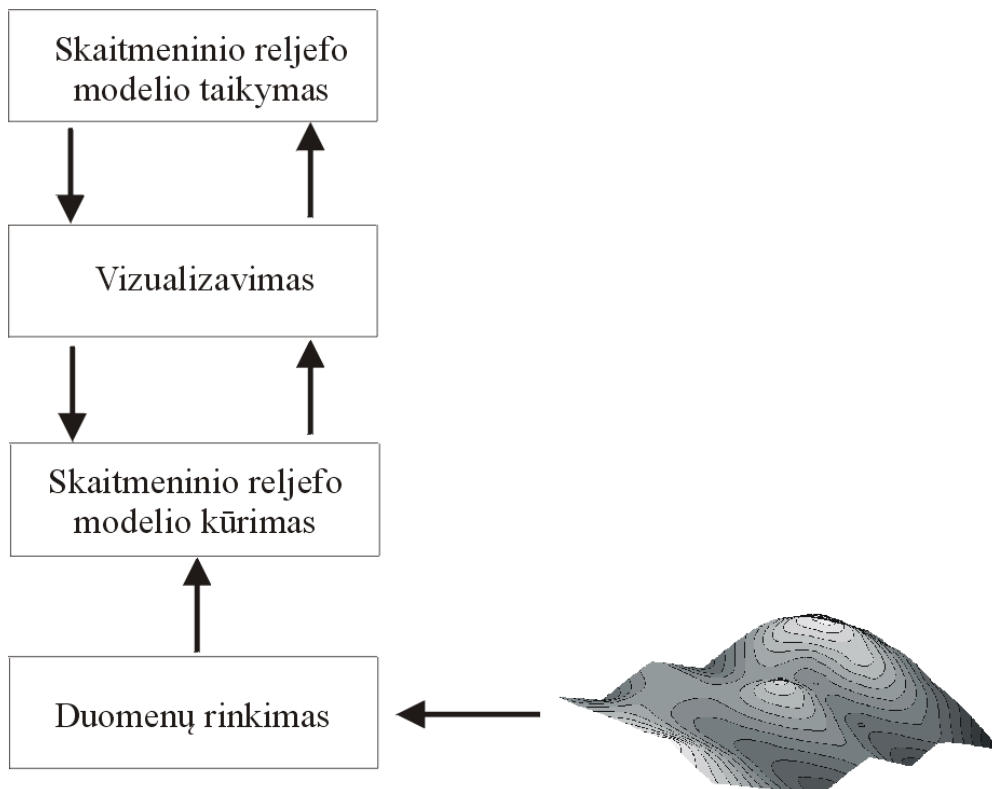 Skaitmeninio reljefo
modelio taikymas
Vizualizavimas
Skaitmeninio reljefo
modelio kūrimas
Duomenų rinkimas